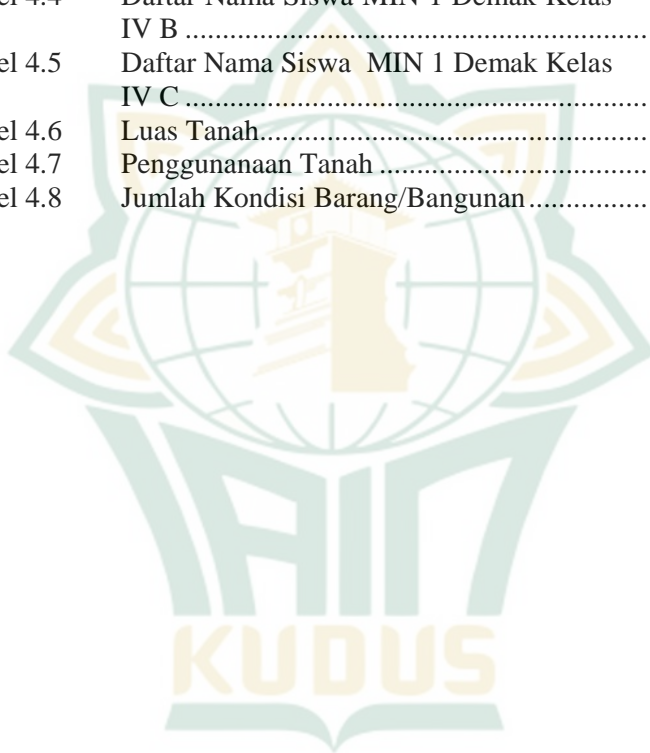 el 4.4 Daftar Nama Siswa MIN 1 Demak Kelas
IV B ................................................................
el 4.5 Daftar Nama Siswa  MIN 1 Demak Kelas
IV C ................................................................
el 4.6 Luas Tanah......................................................
el 4.7 Penggunanaan Tanah ......................................
el 4.8 Jumlah Kondisi Barang/Bangunan.................
IAIN
KUDUS